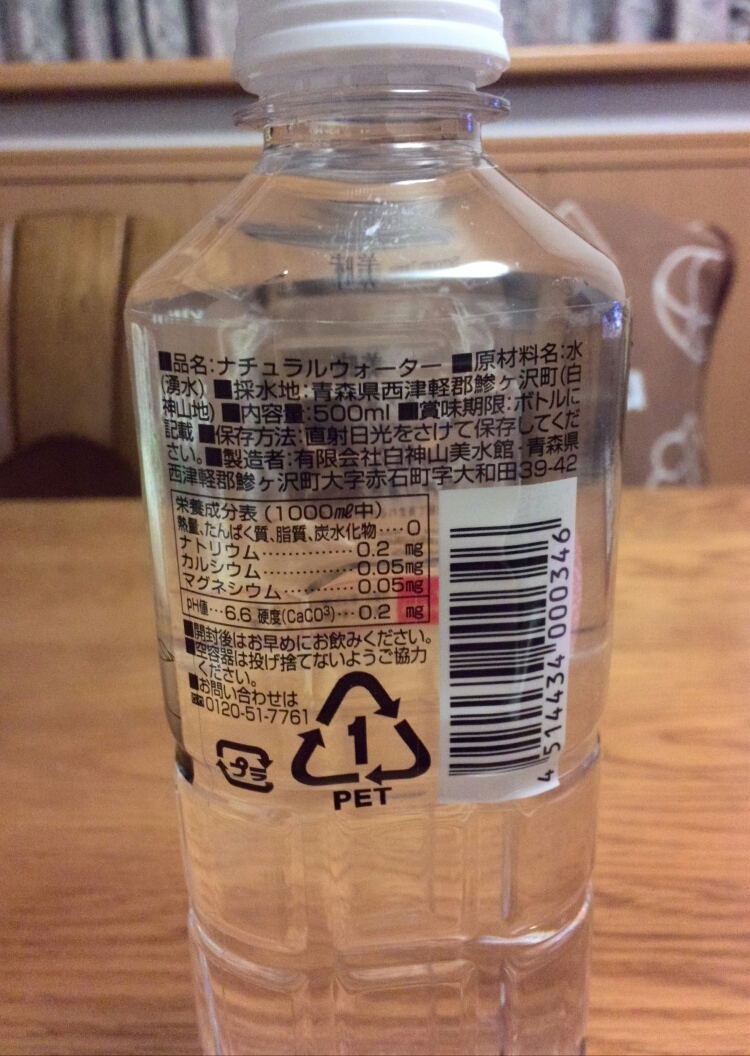 ■品名:ナチュラルウォーター ■原材料名:水
(湧水) ■採水地:青森県西津軽郡鰺ヶ沢町(白
神山地) ■内容量:500ml ■賞味期限:ボトルに
記載 ■保存方法:直射日光をさけて保存してくだ
さい。■製造者:有限会社白神山美水館・青森県
西津軽郡鰺ヶ沢町大字赤石町字大和田39-42
栄養成分表(1000㎖中)
熱量、たんぱく質、脂質、炭水化物‥‥0
ナトリウム…………0.2 ㎎
カルシウム…………0.05㎎
マグネシウム………0.05㎎
pH値…6.6 硬度(CaCO³)…0.2 ㎎
■開封後はお早めにお飲みください。
■空容器は投げ捨てないようご協力
ください。
■お問い合わせは
0120-51-7761
プラ
1
PET
4 514434 000346
美味